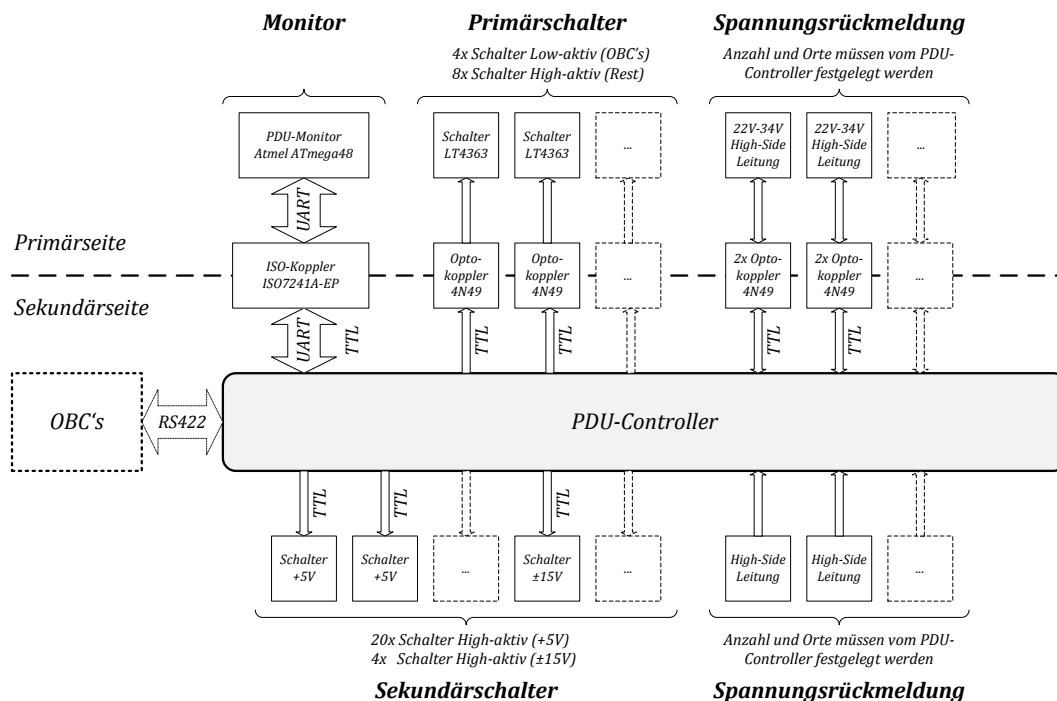 Monitor
Primärschalter
Spannungsrückmeldung
4x Schalter Low-aktiv (OBC's)
8x Schalter High-aktiv (Rest)
Anzahl und Orte müssen vom PDU-
Controller festgelegt werden
PDU-Monitor
Atmel ATmega48
Schalter
LT4363
Schalter
LT4363
...
22V-34V
High-Side
Leitung
22V-34V
High-Side
Leitung
...
UART
Primärseite
ISO-Koppler
ISO7241A-EP
Opto-
koppler
4N49
Opto-
koppler
4N49
...
2x Opto-
koppler
4N49
2x Opto-
koppler
4N49
...
Sekundärseite
UART
TTL
TTL
TTL
TTL
TTL
OBC‘s
RS422
PDU-Controller
TTL
TTL
TTL
Schalter
+5V
Schalter
+5V
...
Schalter
±15V
...
High-Side
Leitung
High-Side
Leitung
...
20x Schalter High-aktiv (+5V)
4x Schalter High-aktiv (±15V)
Anzahl und Orte müssen vom PDU-
Controller festgelegt werden
Sekundärschalter
Spannungsrückmeldung